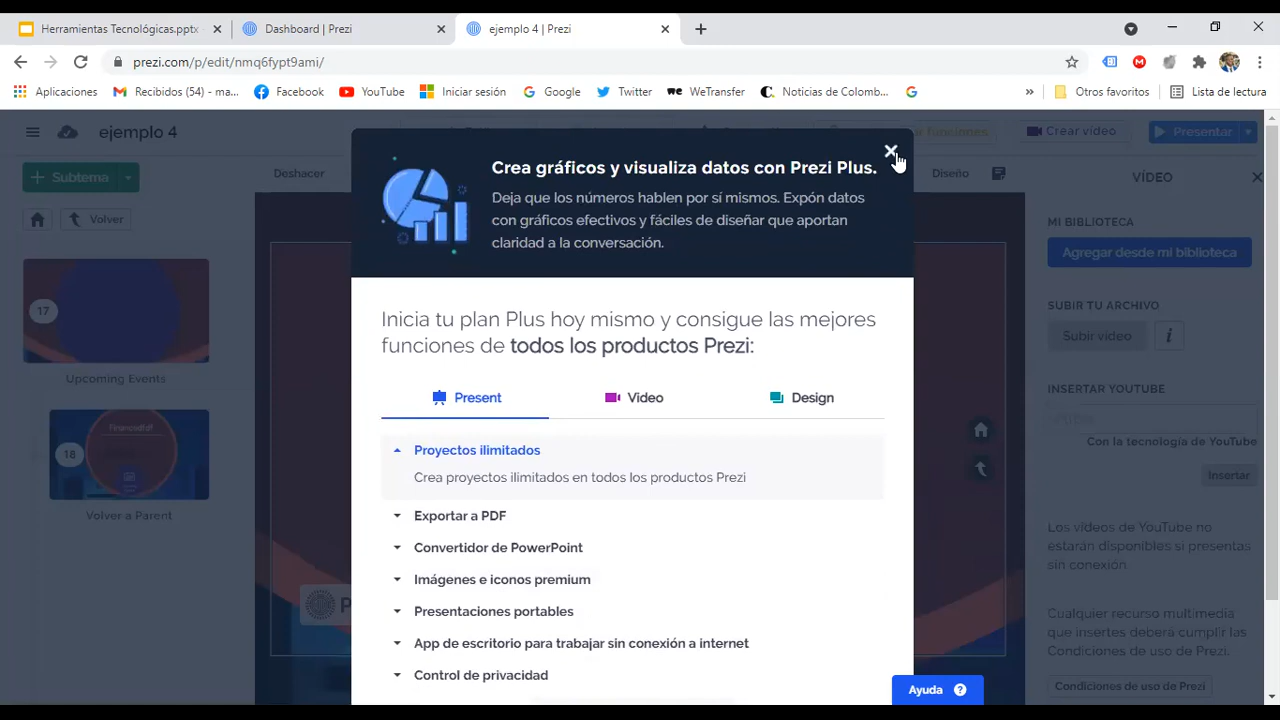 Herramientas Tecnológicas.pptx
Dashboard | Prezi
ejemplo 4 | Prezi
prezi.com/p/edit/nmq6fypt9ami/
Aplicaciones
Recibidos (54) - ma...
Facebook
YouTube
Iniciar sesión
Google
Twitter
WeTransfer
Noticias de Colomb...
»
Otros favoritos
Lista de lectura
ejemplo 4
funciones
Crear video
Presentar
+ Subtema
Deshacer
Diseño
VÍDEO
Volver
Crea gráficos y visualiza datos con Prezi Plus.
Deja que los números hablen por sí mismos. Expón datos
con gráficos efectivos y fáciles de diseñar que aportan
claridad a la conversación.
MI BIBLIOTECA
Agregar desde mi biblioteca
17
Upcoming Events
SUBIR TU ARCHIVO
Subir vídeo
i
Inicia tu plan Plus hoy mismo y consigue las mejores
funciones de todos los productos Prezi:
INSERTAR YOUTUBE
Con la tecnología de YouTube
Insertar
Present
Video
Design
18
Volver a Parent
Proyectos ilimitados
Crea proyectos ilimitados en todos los productos Prezi
Exportar a PDF
Convertidor de PowerPoint
Imágenes e iconos premium
Presentaciones portables
App de escritorio para trabajar sin conexión a internet
Control de privacidad
Los vídeos de YouTube no
estarán disponibles si presentas
sin conexión.
Cualquier recurso multimedia
que insertes deberá cumplir las
Condiciones de uso de Prezi.
Condiciones de uso de Prezi
Ayuda ?